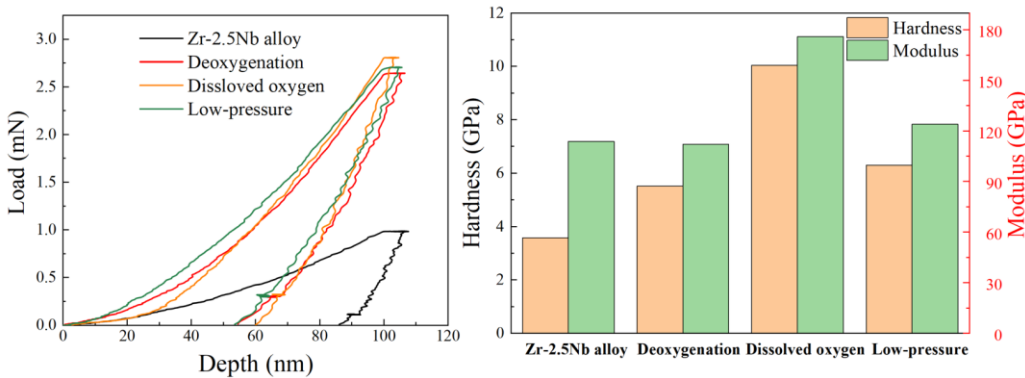 Load (mN)
3.0
2.5
2.0
1.5
1.0
0.5
0.0
Zr-2.5Nb alloy
Deoxygenation
Dissloved oxygen
Low-pressure
0
20
40
60
80
100
120
Depth (nm)
Hardness (GPa)
12
10
8
6
4
2
0
Hardness
Modulus
Zr-2.5Nb alloy
Deoxygenation
Dissolved oxygen
Low-pressure
180
150
120
90
60
30
0
Modulus (GPa)